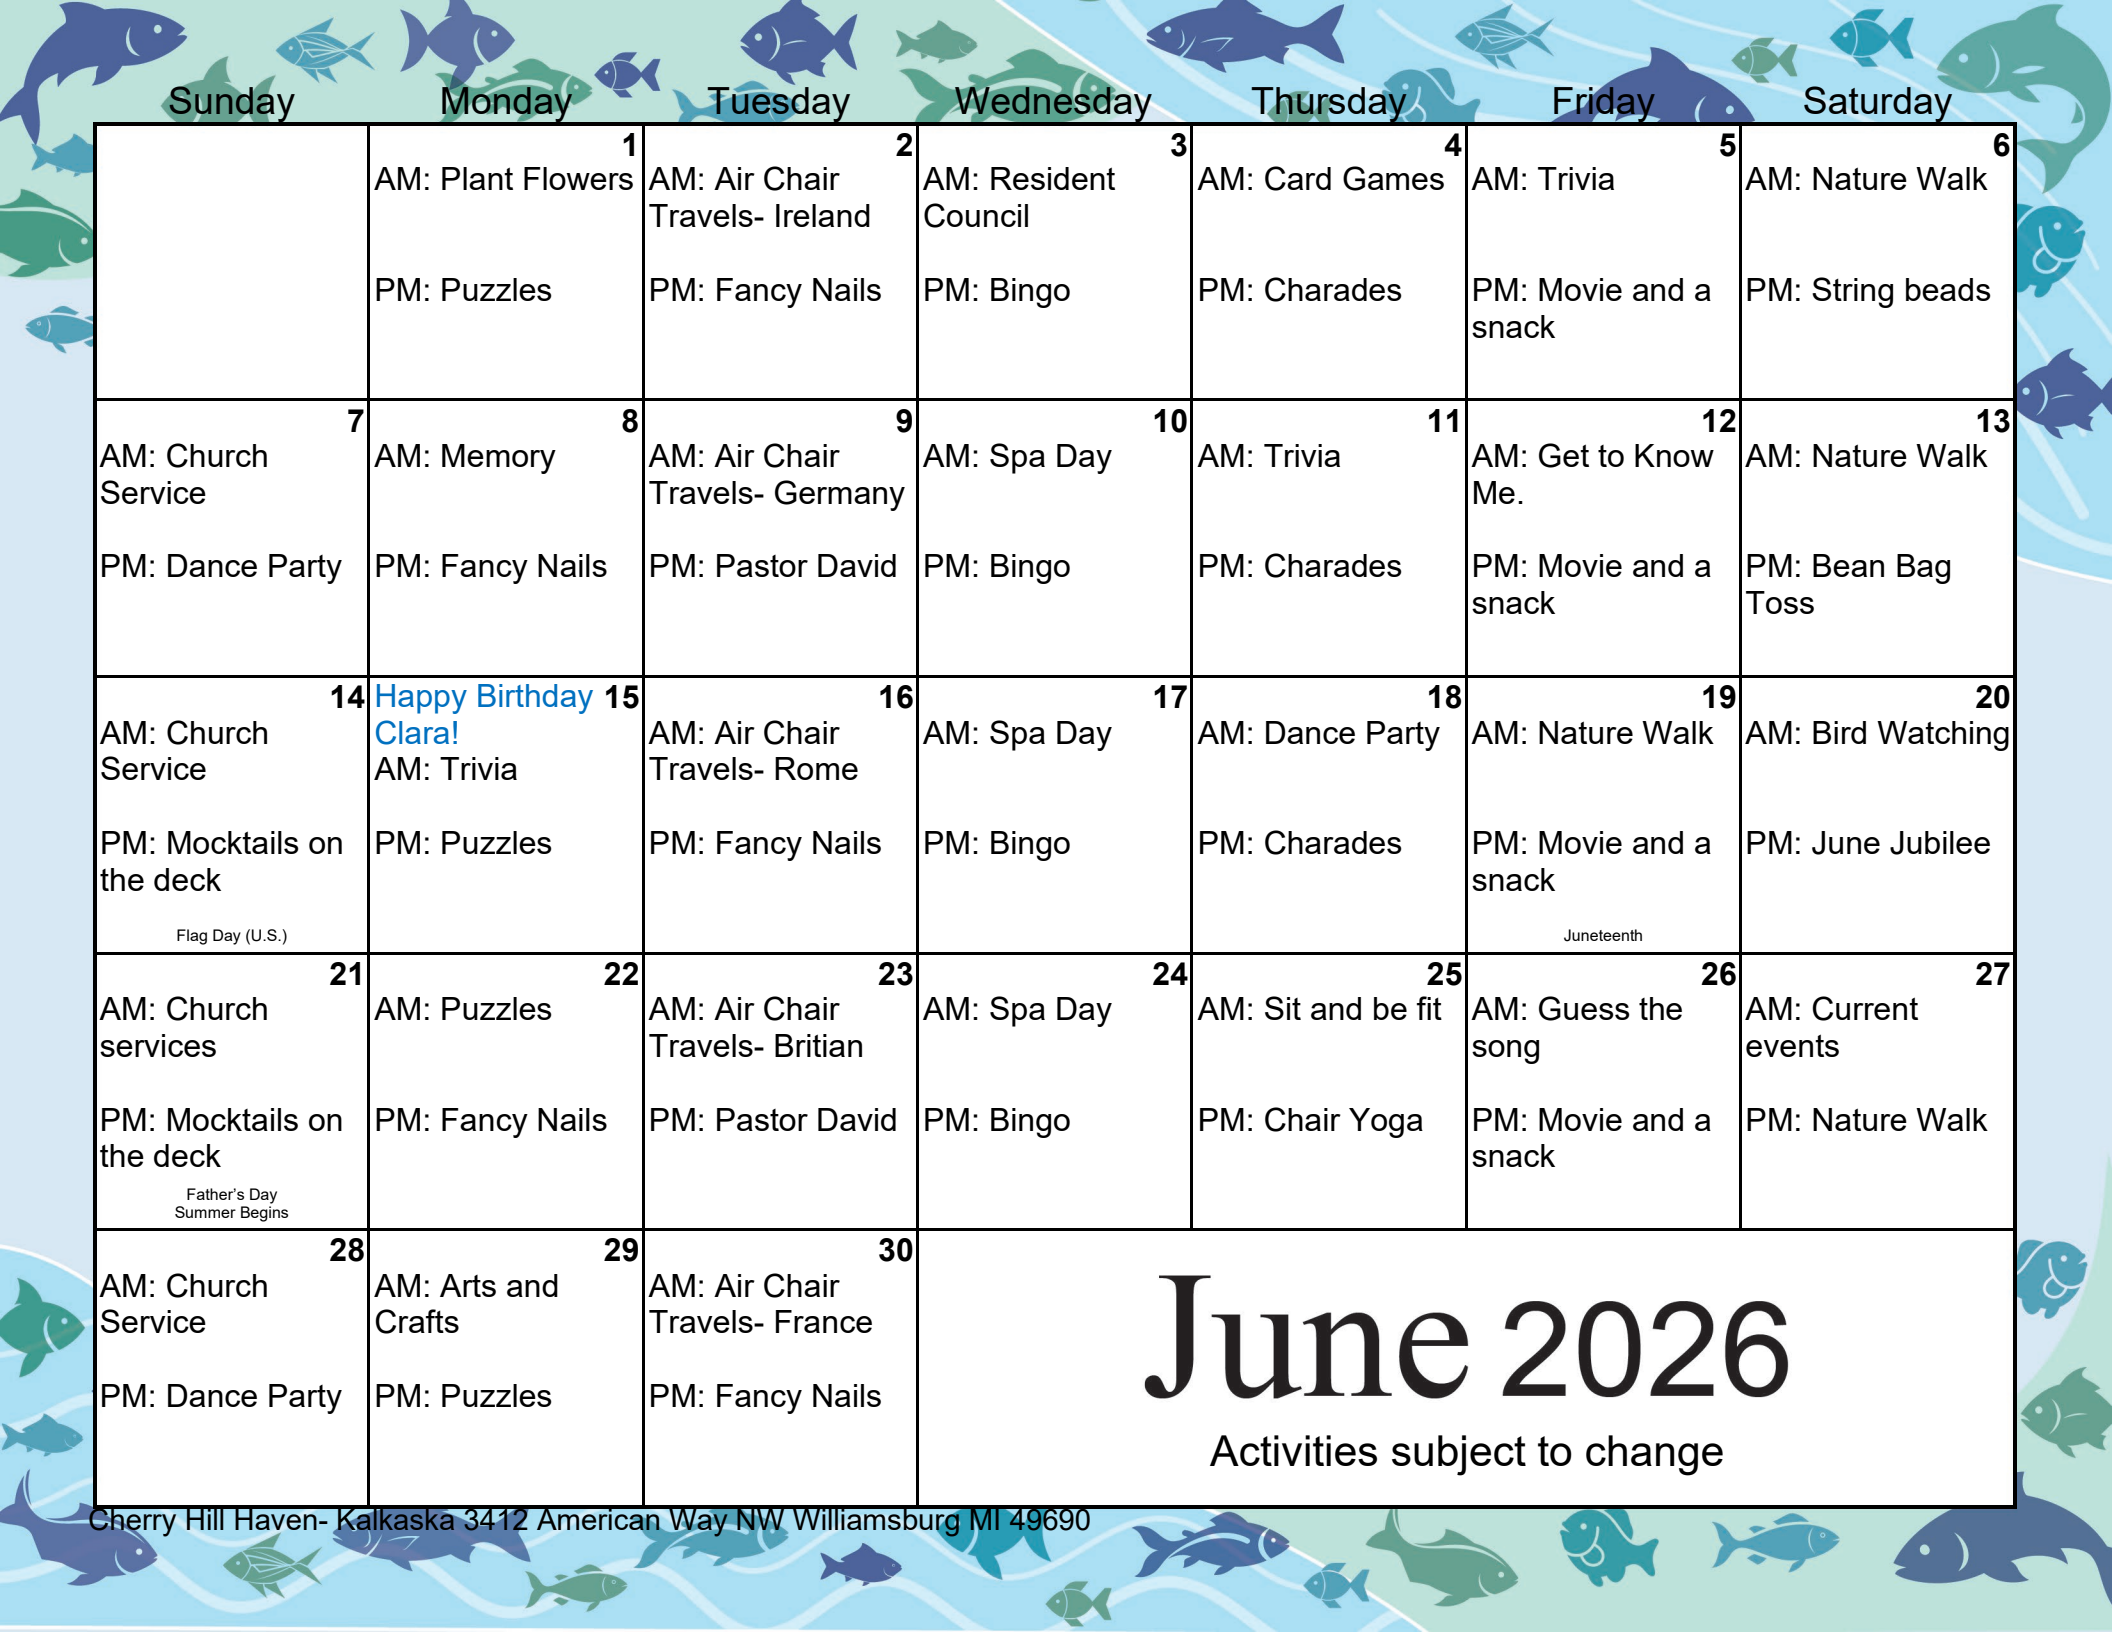 Sunday Monday Tuesday Wednesday Thursday Friday Saturday
1
AM: Plant Flowers
PM: Puzzles
2
AM: Air Chair
Travels- Ireland
PM: Fancy Nails
3
AM: Resident
Council
PM: Bingo
4
AM: Card Games
PM: Charades
5
AM: Trivia
PM: Movie and a
snack
6
AM: Nature Walk
PM: String beads
7
AM: Church
Service
PM: Dance Party
8
AM: Memory
PM: Fancy Nails
9
AM: Air Chair
Travels- Germany
PM: Pastor David
10
AM: Spa Day
PM: Bingo
11
AM: Trivia
PM: Charades
12
AM: Get to Know
Me.
PM: Movie and a
snack
13
AM: Nature Walk
PM: Bean Bag
Toss
14
AM: Church
Service
PM: Mocktails on
the deck
Flag Day (U.S.)
Happy Birthday 15
Clara!
AM: Trivia
PM: Puzzles
16
AM: Air Chair
Travels- Rome
PM: Fancy Nails
17
AM: Spa Day
PM: Bingo
18
AM: Dance Party
PM: Charades
19
AM: Nature Walk
PM: Movie and a
snack
Juneteenth
20
AM: Bird Watching
PM: June Jubilee
21
AM: Church
services
PM: Mocktails on
the deck
Father's Day
Summer Begins
22
AM: Puzzles
PM: Fancy Nails
23
AM: Air Chair
Travels- Britian
PM: Pastor David
24
AM: Spa Day
PM: Bingo
25
AM: Sit and be fit
PM: Chair Yoga
26
AM: Guess the
song
PM: Movie and a
snack
27
AM: Current
events
PM: Nature Walk
28
AM: Church
Service
PM: Dance Party
29
AM: Arts and
Crafts
PM: Puzzles
30
AM: Air Chair
Travels- France
PM: Fancy Nails
June 2026
Activities subject to change
Cherry Hill Haven- Kalkaska 3412 American Way NW Williamsburg MI 49690